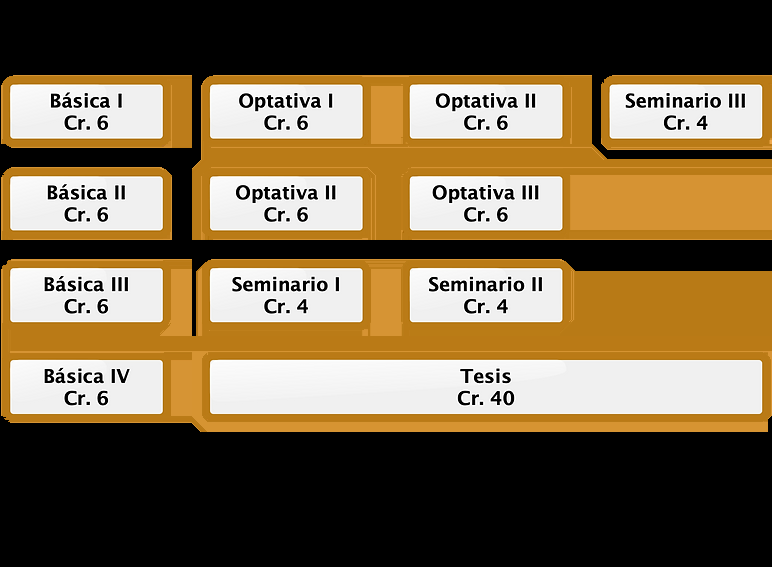 Básica I
Cr. 6
Optativa I
Cr. 6
Optativa II
Cr. 6
Seminario III
Cr. 4
Básica II
Cr. 6
Optativa II
Cr. 6
Optativa III
Cr. 6
Básica III
Cr. 6
Seminario I
Cr. 4
Seminario II
Cr. 4
Básica IV
Cr. 6
Tesis
Cr. 40